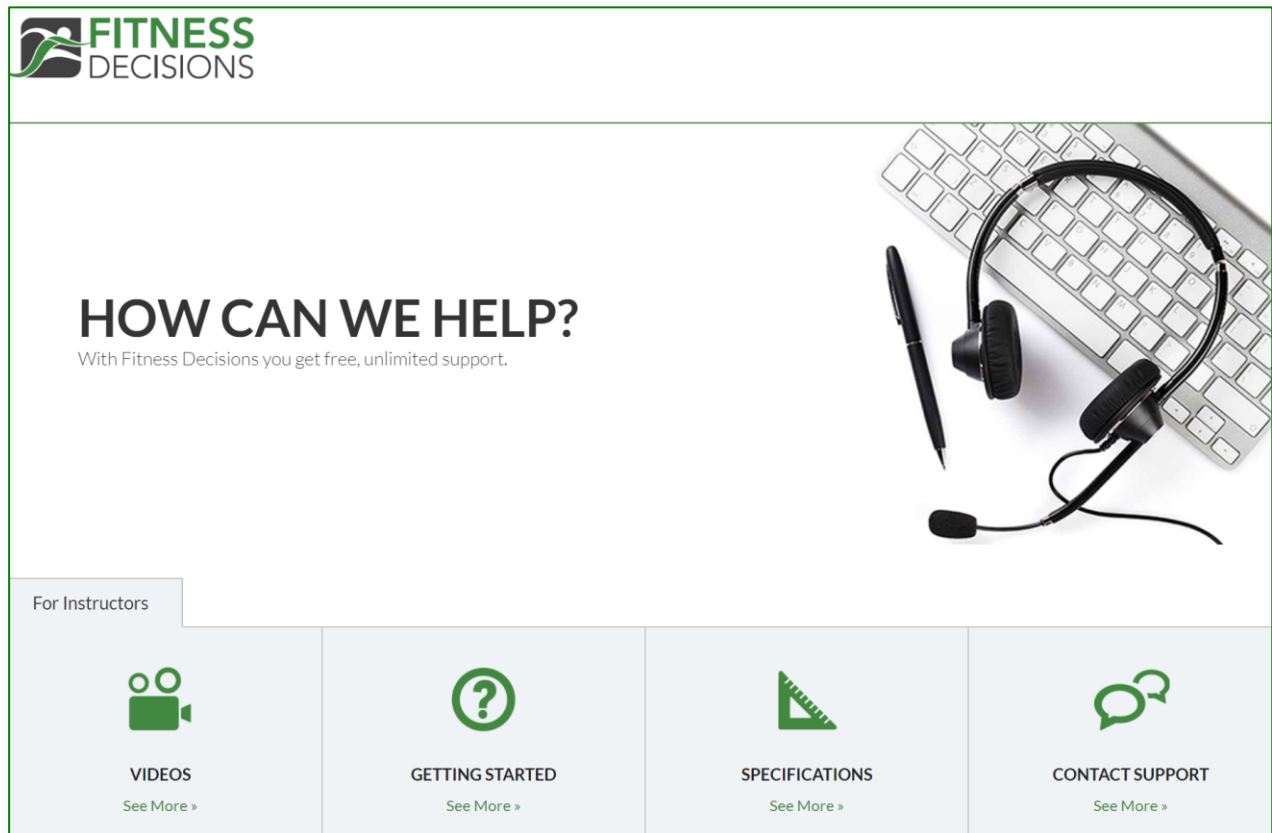 FITNESS
DECISIONS
HOW CAN WE HELP?
With Fitness Decisions you get free, unlimited support.
For Instructors
VIDEOS
See More »
GETTING STARTED
See More »
SPECIFICATIONS
See More »
CONTACT SUPPORT
See More »